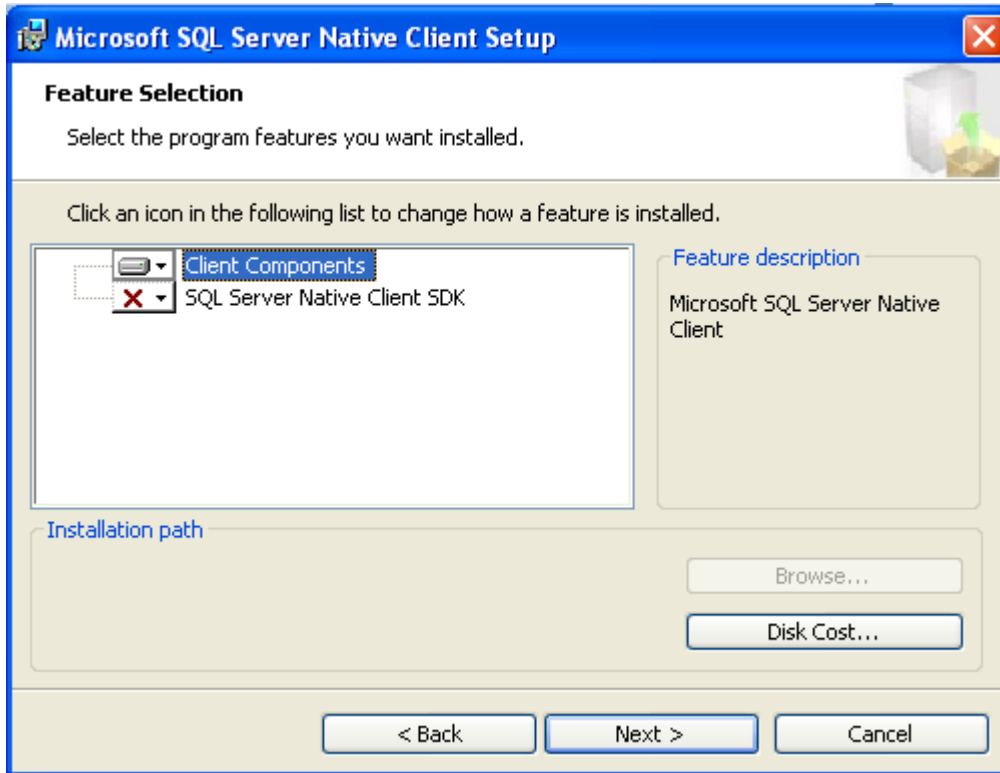 Microsoft SQL Server Native Client Setup
Feature Selection
Select the program features you want installed.
Click an icon in the following list to change how a feature is installed.
Client Components
SQL Server Native Client SDK
Feature description
Microsoft SQL Server Native
Client
Installation path
Browse...
Disk Cost...
< Back
Next >
Cancel